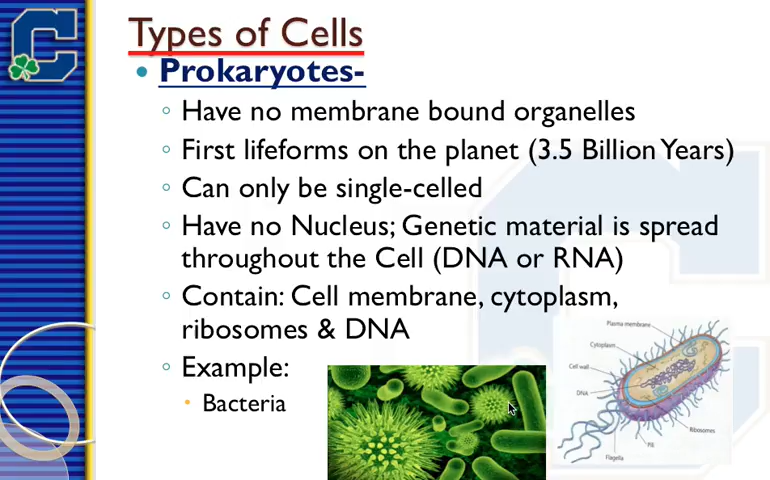 Types of Cells
Prokaryotes-
Have no membrane bound organelles
First lifeforms on the planet (3.5 Billion Years)
Can only be single-celled
Have no Nucleus; Genetic material is spread
throughout the Cell (DNA or RNA)
Contain: Cell membrane, cytoplasm,
ribosomes & DNA
Example:
Bacteria
Plasma membrane
Cytoplasm
Cell wall
DNA
Ribosomes
Pili
Flagella
C